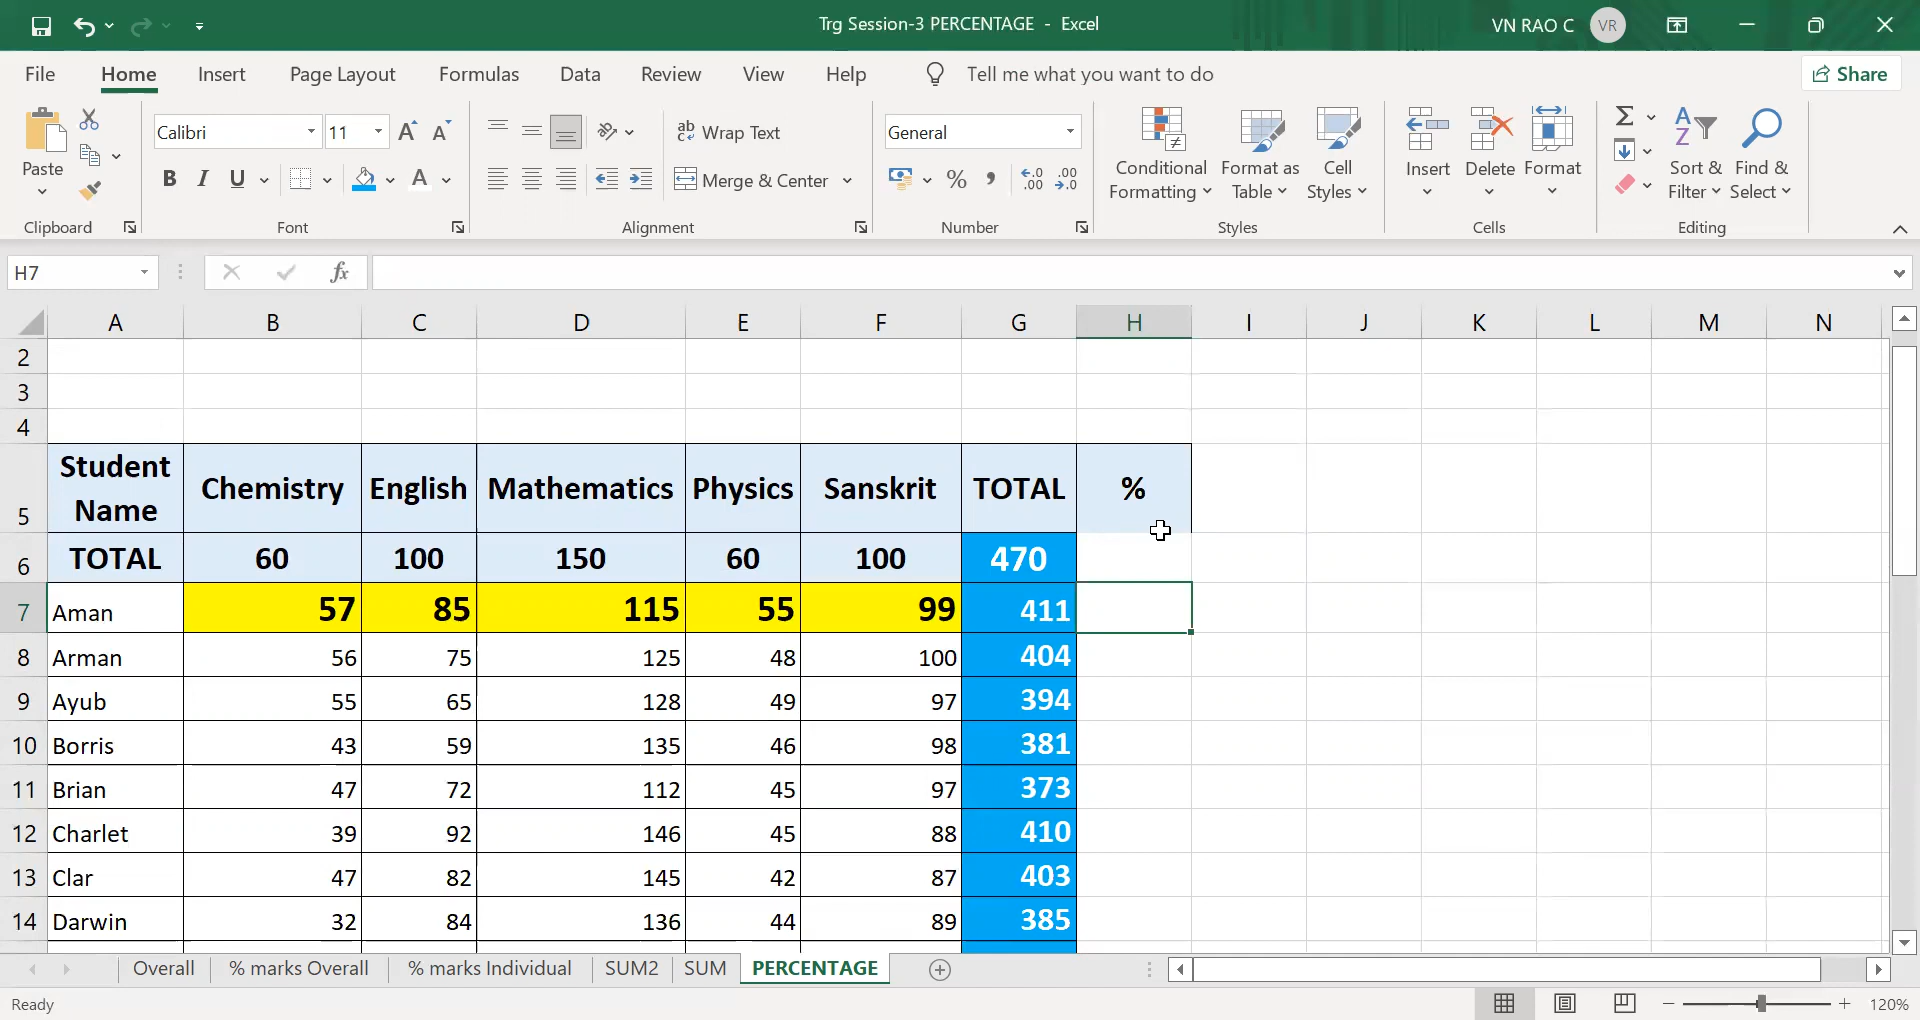 Trg Session-3 PERCENTAGE - Excel
VN RAO C VR
File Home Insert Page Layout Formulas Data Review View Help Tell me what you want to do Share
Paste
Clipboard
Calibri 11 A A
B I U A
Font
ab Wrap Text
Merge & Center
Alignment
General
% , .00 .00
Number
Conditional Formatting
Format as Table
Cell Styles
Styles
Insert Delete Format
Cells
Sort & Filter
Find & Select
Editing
H7 fx
A B C D E F G H I J K L M N
2
3
4
5 Student Name Chemistry English Mathematics Physics Sanskrit TOTAL %
6 TOTAL 60 100 150 60 100 470
7 Aman 57 85 115 55 99 411
8 Arman 56 75 125 48 100 404
9 Ayub 55 65 128 49 97 394
10 Borris 43 59 135 46 98 381
11 Brian 47 72 112 45 97 373
12 Charlet 39 92 146 45 88 410
13 Clar 47 82 145 42 87 403
14 Darwin 32 84 136 44 89 385
Overall % marks Overall % marks Individual SUM2 SUM PERCENTAGE
Ready 120%